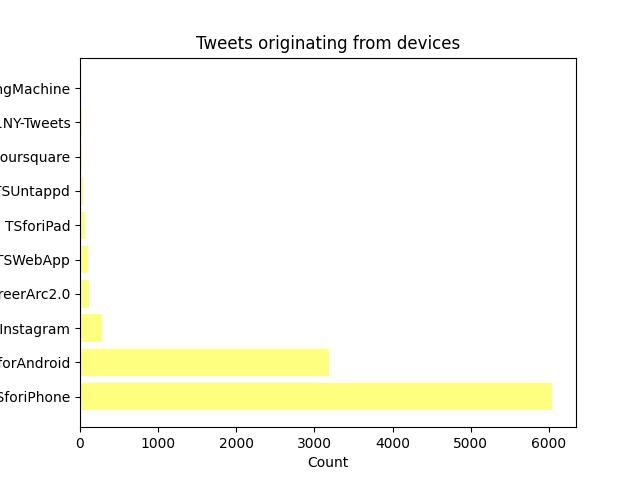 Tweets originating from devices
ngMachine
LNY-Tweets
oursquare
TSUntappd
TSforiPad
TSWebApp
reerArc2.0
Instagram
forAndroid
SforiPhone
0 1000 2000 3000 4000 5000 6000
Count